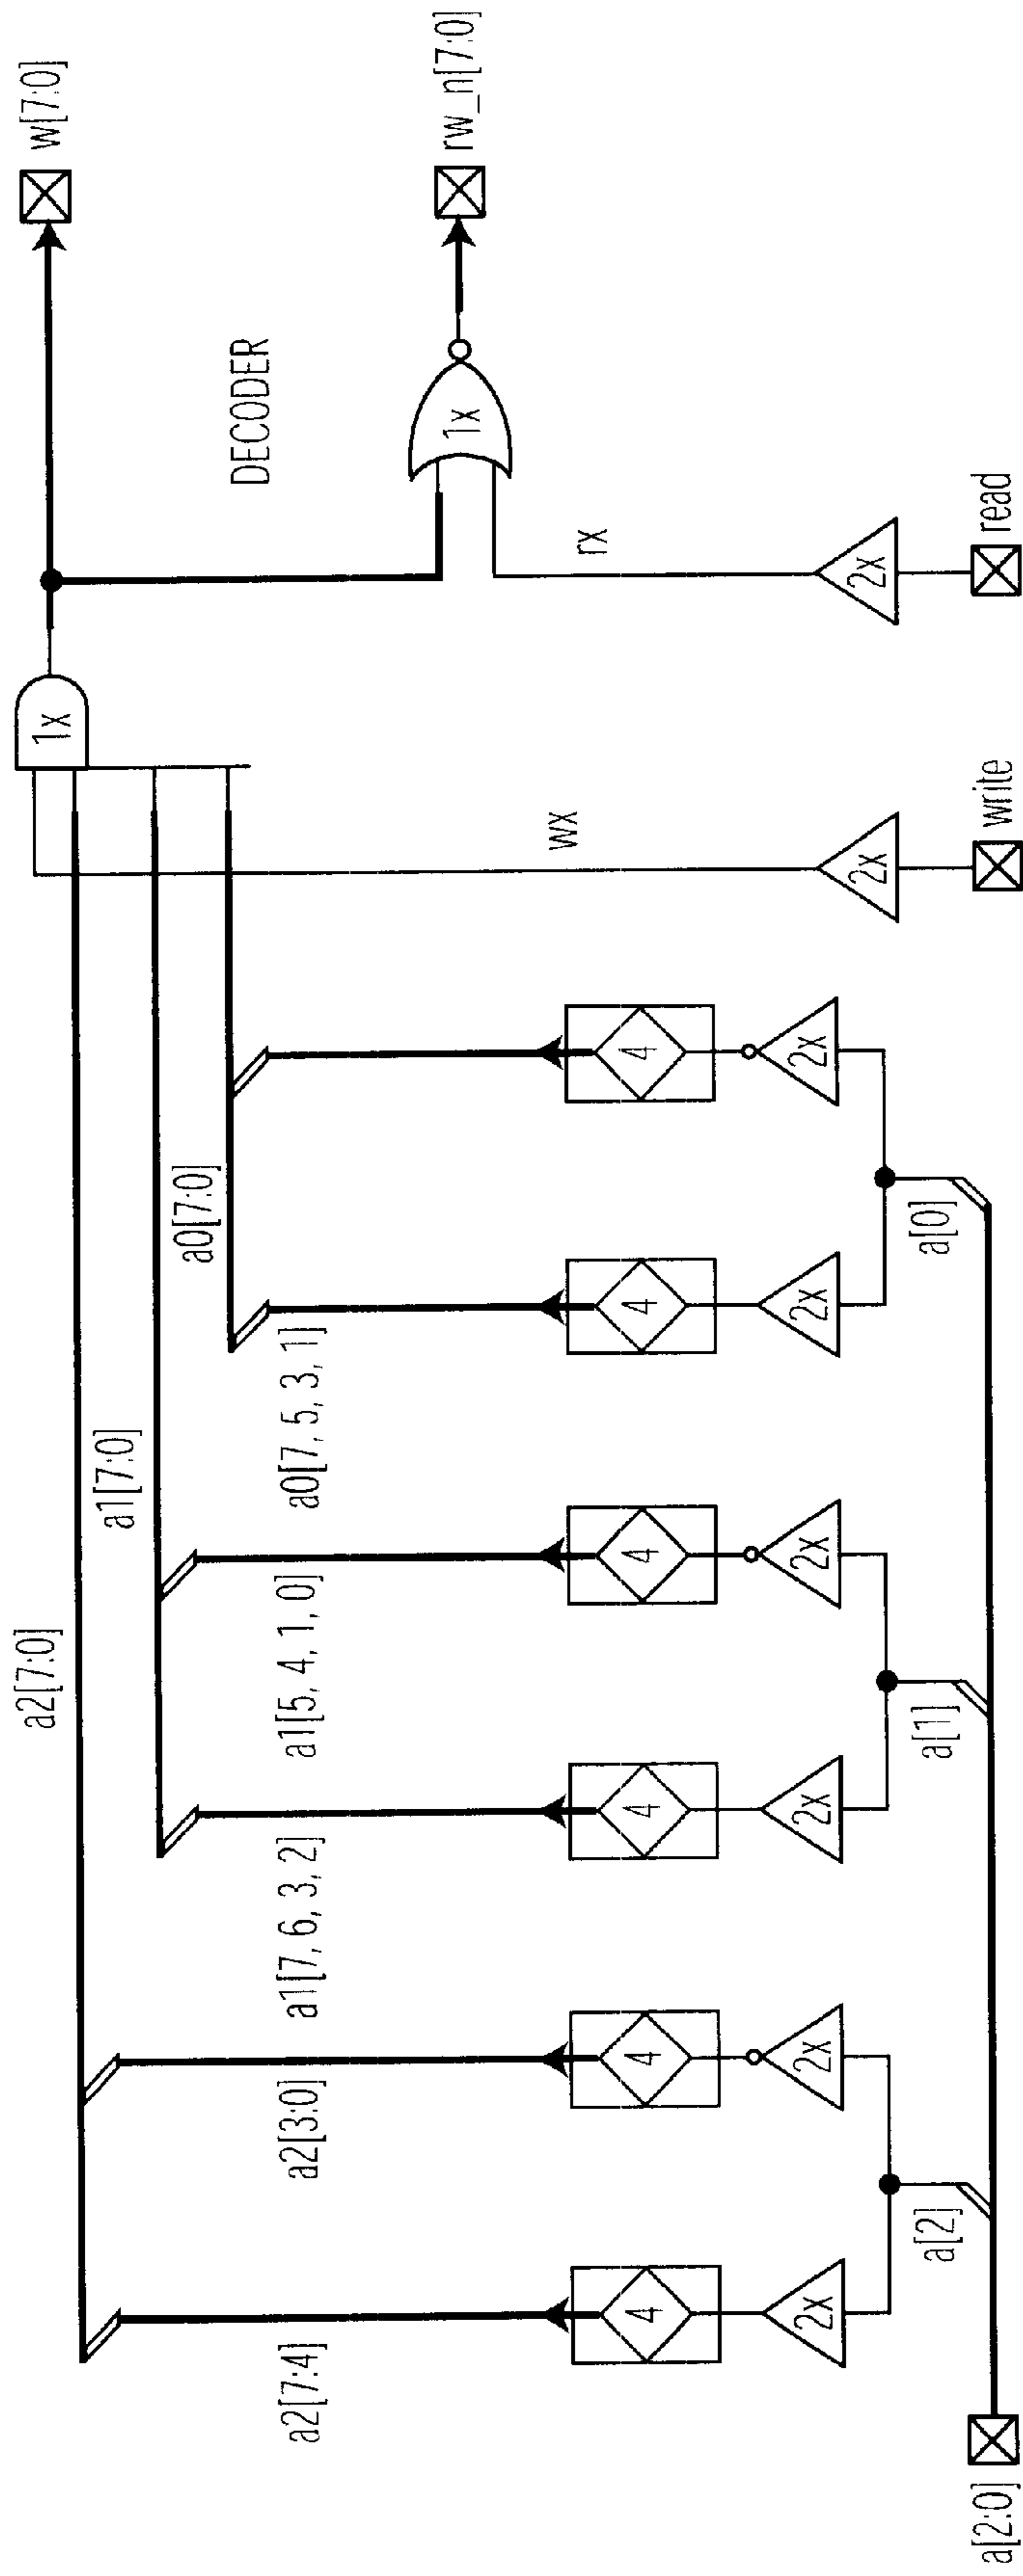 w[7:0]
rw_n[7:0]
DECODER
1x
1x
rx
2x
read
wx
2x
write
a2[7:0]
a1[7:0]
a0[7:0]
a2[7:4]
a2[3:0]
a1[7, 6, 3, 2]
a1[5, 4, 1, 0]
a0[7, 5, 3, 1]
4
4
4
4
4
4
2x
2x
2x
2x
2x
2x
a[2]
a[1]
a[0]
a[2:0]